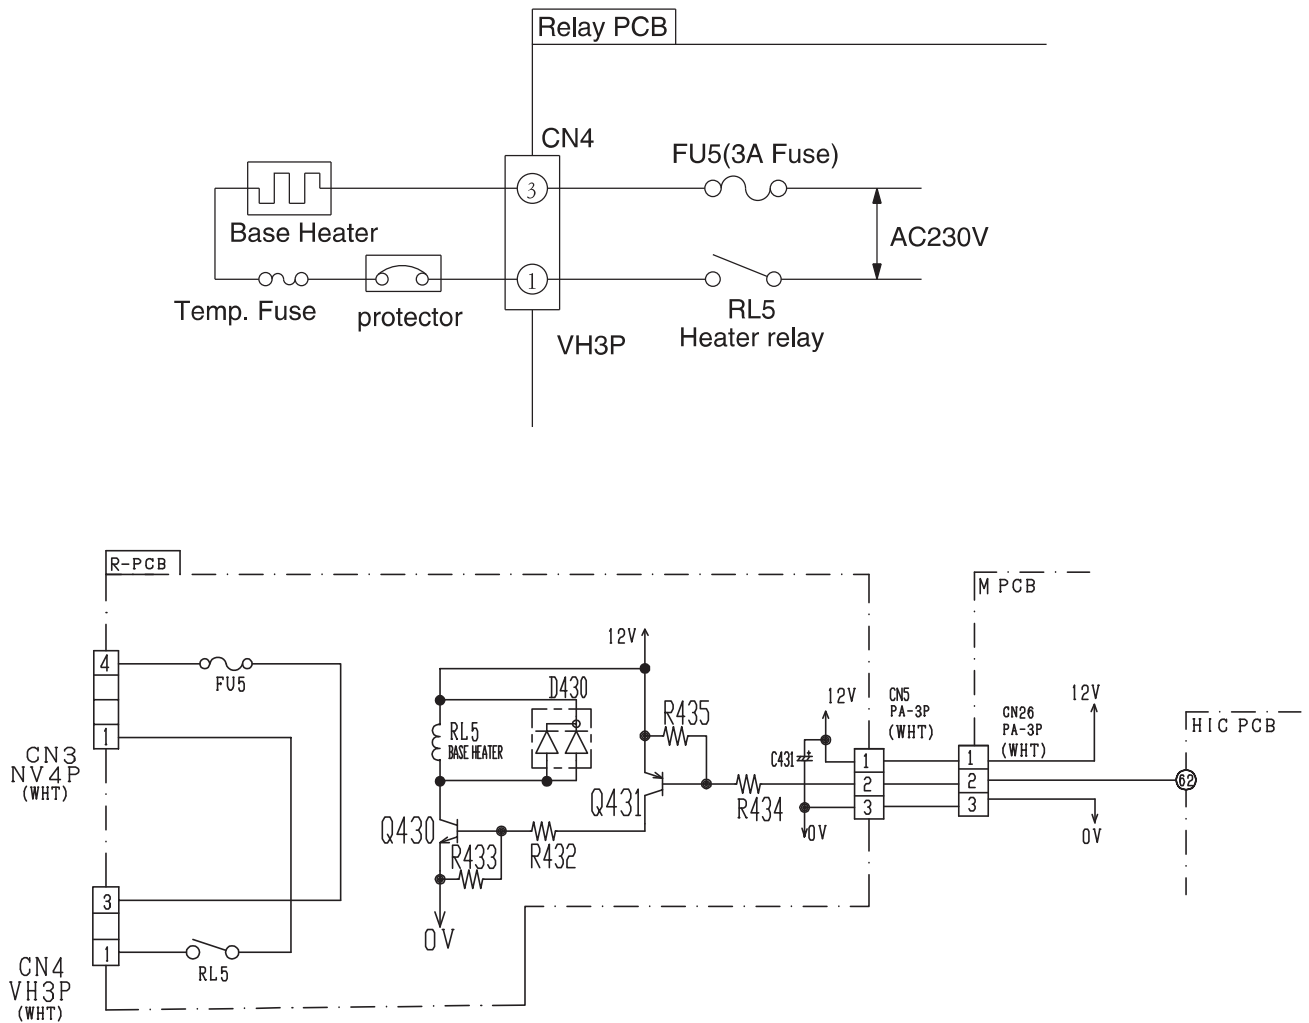 Relay PCB
CN4
FU5(3A Fuse)
3
Base Heater
AC230V
1
Temp. Fuse
protector
RL5
Heater relay
VH3P
R-PCB
M PCB
12V
4
FU5
D430
R435
12V
CN5
PA-3P
(WHT)
12V
CN26
PA-3P
(WHT)
HIC PCB
RL5
BASE HEATER
1
CN3
NV4P
(WHT)
C431
1
2
3
1
2
3
62
Q431
R434
0V
0V
Q430
R433
R432
3
0V
1
RL5
CN4
VH3P
(WHT)